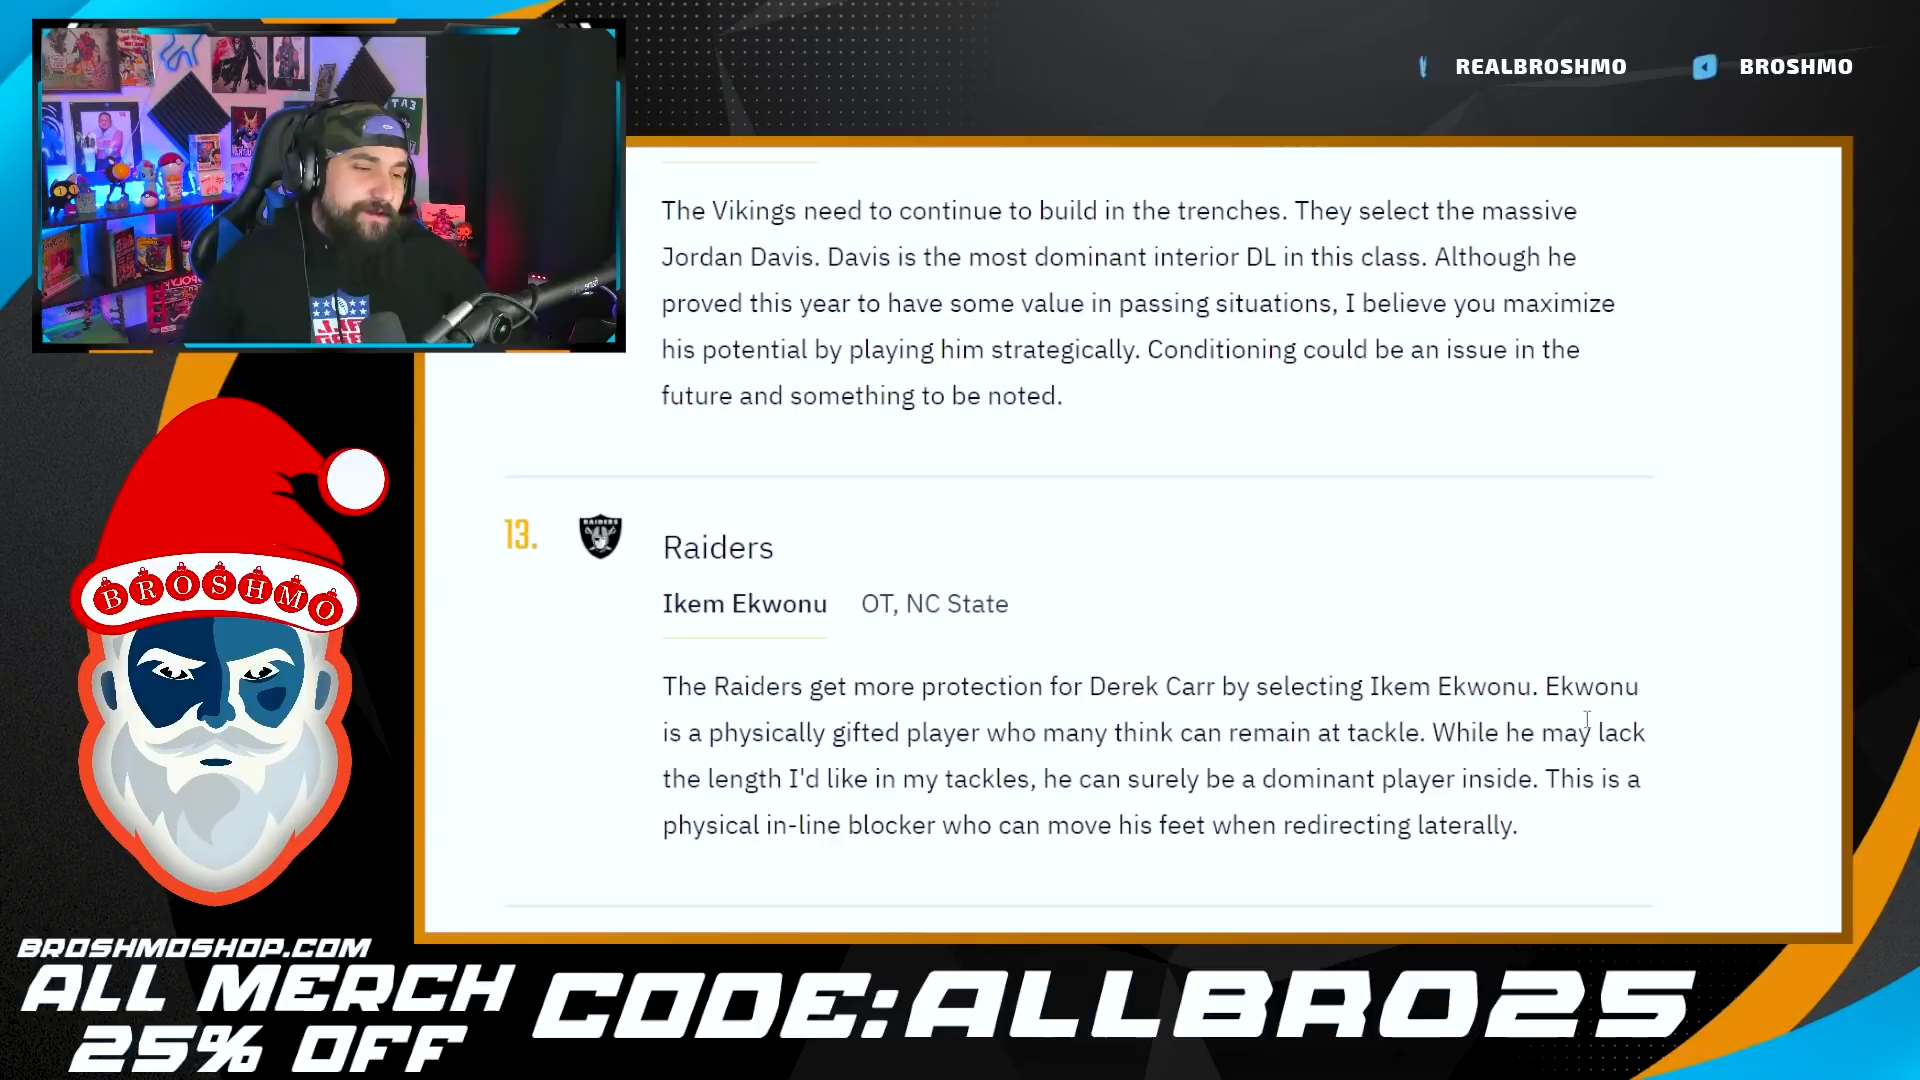 REALBROSHMO
BROSHMO
The Vikings need to continue to build in the trenches. They select the massive
Jordan Davis. Davis is the most dominant interior DL in this class. Although he
proved this year to have some value in passing situations, I believe you maximize
his potential by playing him strategically. Conditioning could be an issue in the
future and something to be noted.
13.
RAIDERS
Raiders
Ikem Ekwonu OT, NC State
The Raiders get more protection for Derek Carr by selecting Ikem Ekwonu. Ekwonu
is a physically gifted player who many think can remain at tackle. While he may lack
the length I'd like in my tackles, he can surely be a dominant player inside. This is a
physical in-line blocker who can move his feet when redirecting laterally.
BROSHMO
BROSHMOSHOP.COM
ALL MERCH
25% OFF
CODE:ALLBRO25